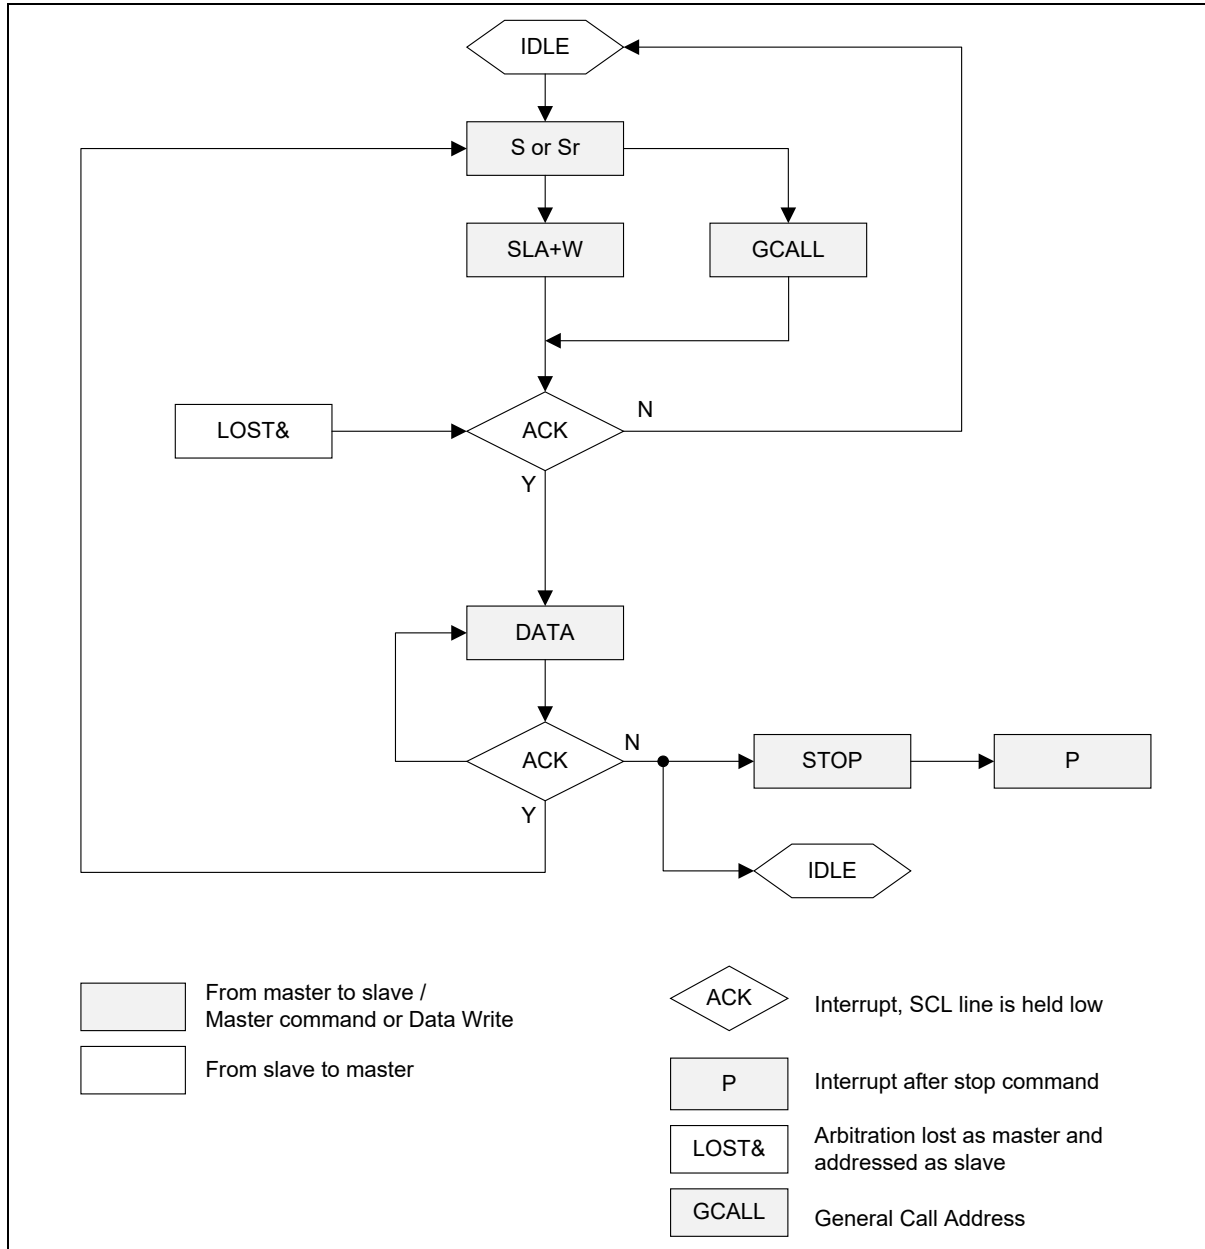 IDLE
S or Sr
SLA+W
GCALL
LOST&
ACK
N
Y
DATA
ACK
N
Y
STOP
P
IDLE
From master to slave /
Master command or Data Write
From slave to master
ACK
Interrupt, SCL line is held low
P
Interrupt after stop command
LOST&
Arbitration lost as master and
addressed as slave
GCALL
General Call Address